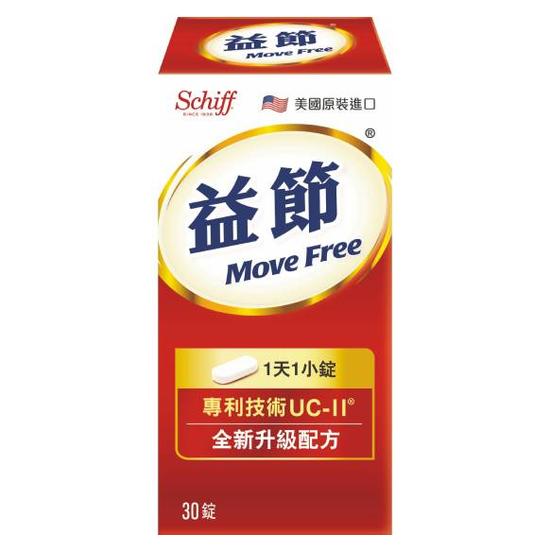 益節
Move Free
Schiff
SINCE 1936
美國原裝進口
®
益節
Move Free
1天1小錠
專利技術UC-II®
全新升級配方
30錠